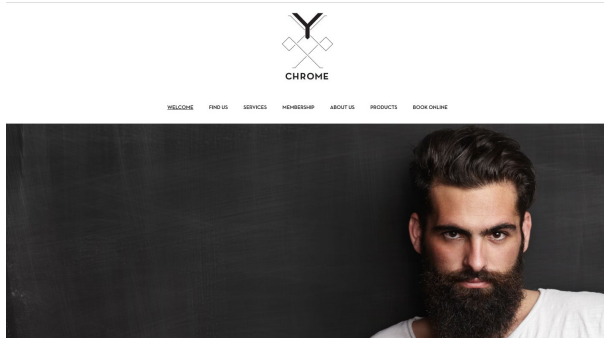 Y
CHROME
WELCOME FIND US SERVICES MEMBERSHIP ABOUT US PRODUCTS BOOK ONLINE